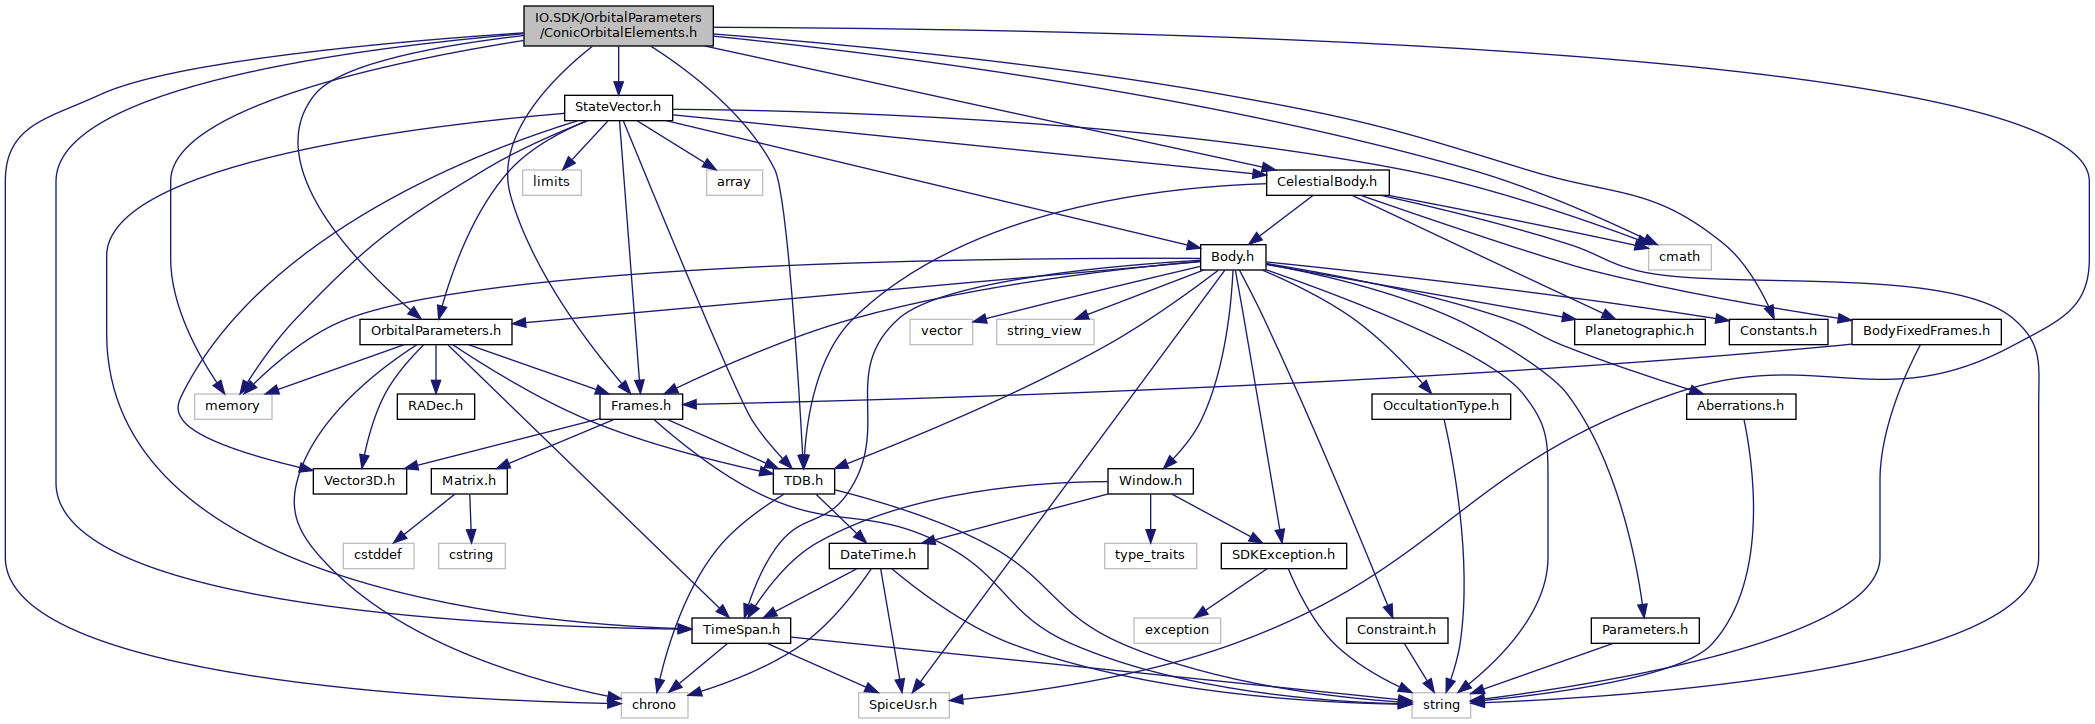 IO.SDK/OrbitalParameters
/ConicOrbitalElements.h
StateVector.h
limits
array
CelestialBody.h
Body.h
cmath
OrbitalParameters.h
vector
string_view
Planetographic.h
Constants.h
BodyFixedFrames.h
memory
RADec.h
Frames.h
OccultationType.h
Aberrations.h
Vector3D.h
Matrix.h
TDB.h
Window.h
cstddef
cstring
DateTime.h
type_traits
SDKException.h
TimeSpan.h
exception
Constraint.h
Parameters.h
chrono
SpiceUsr.h
string